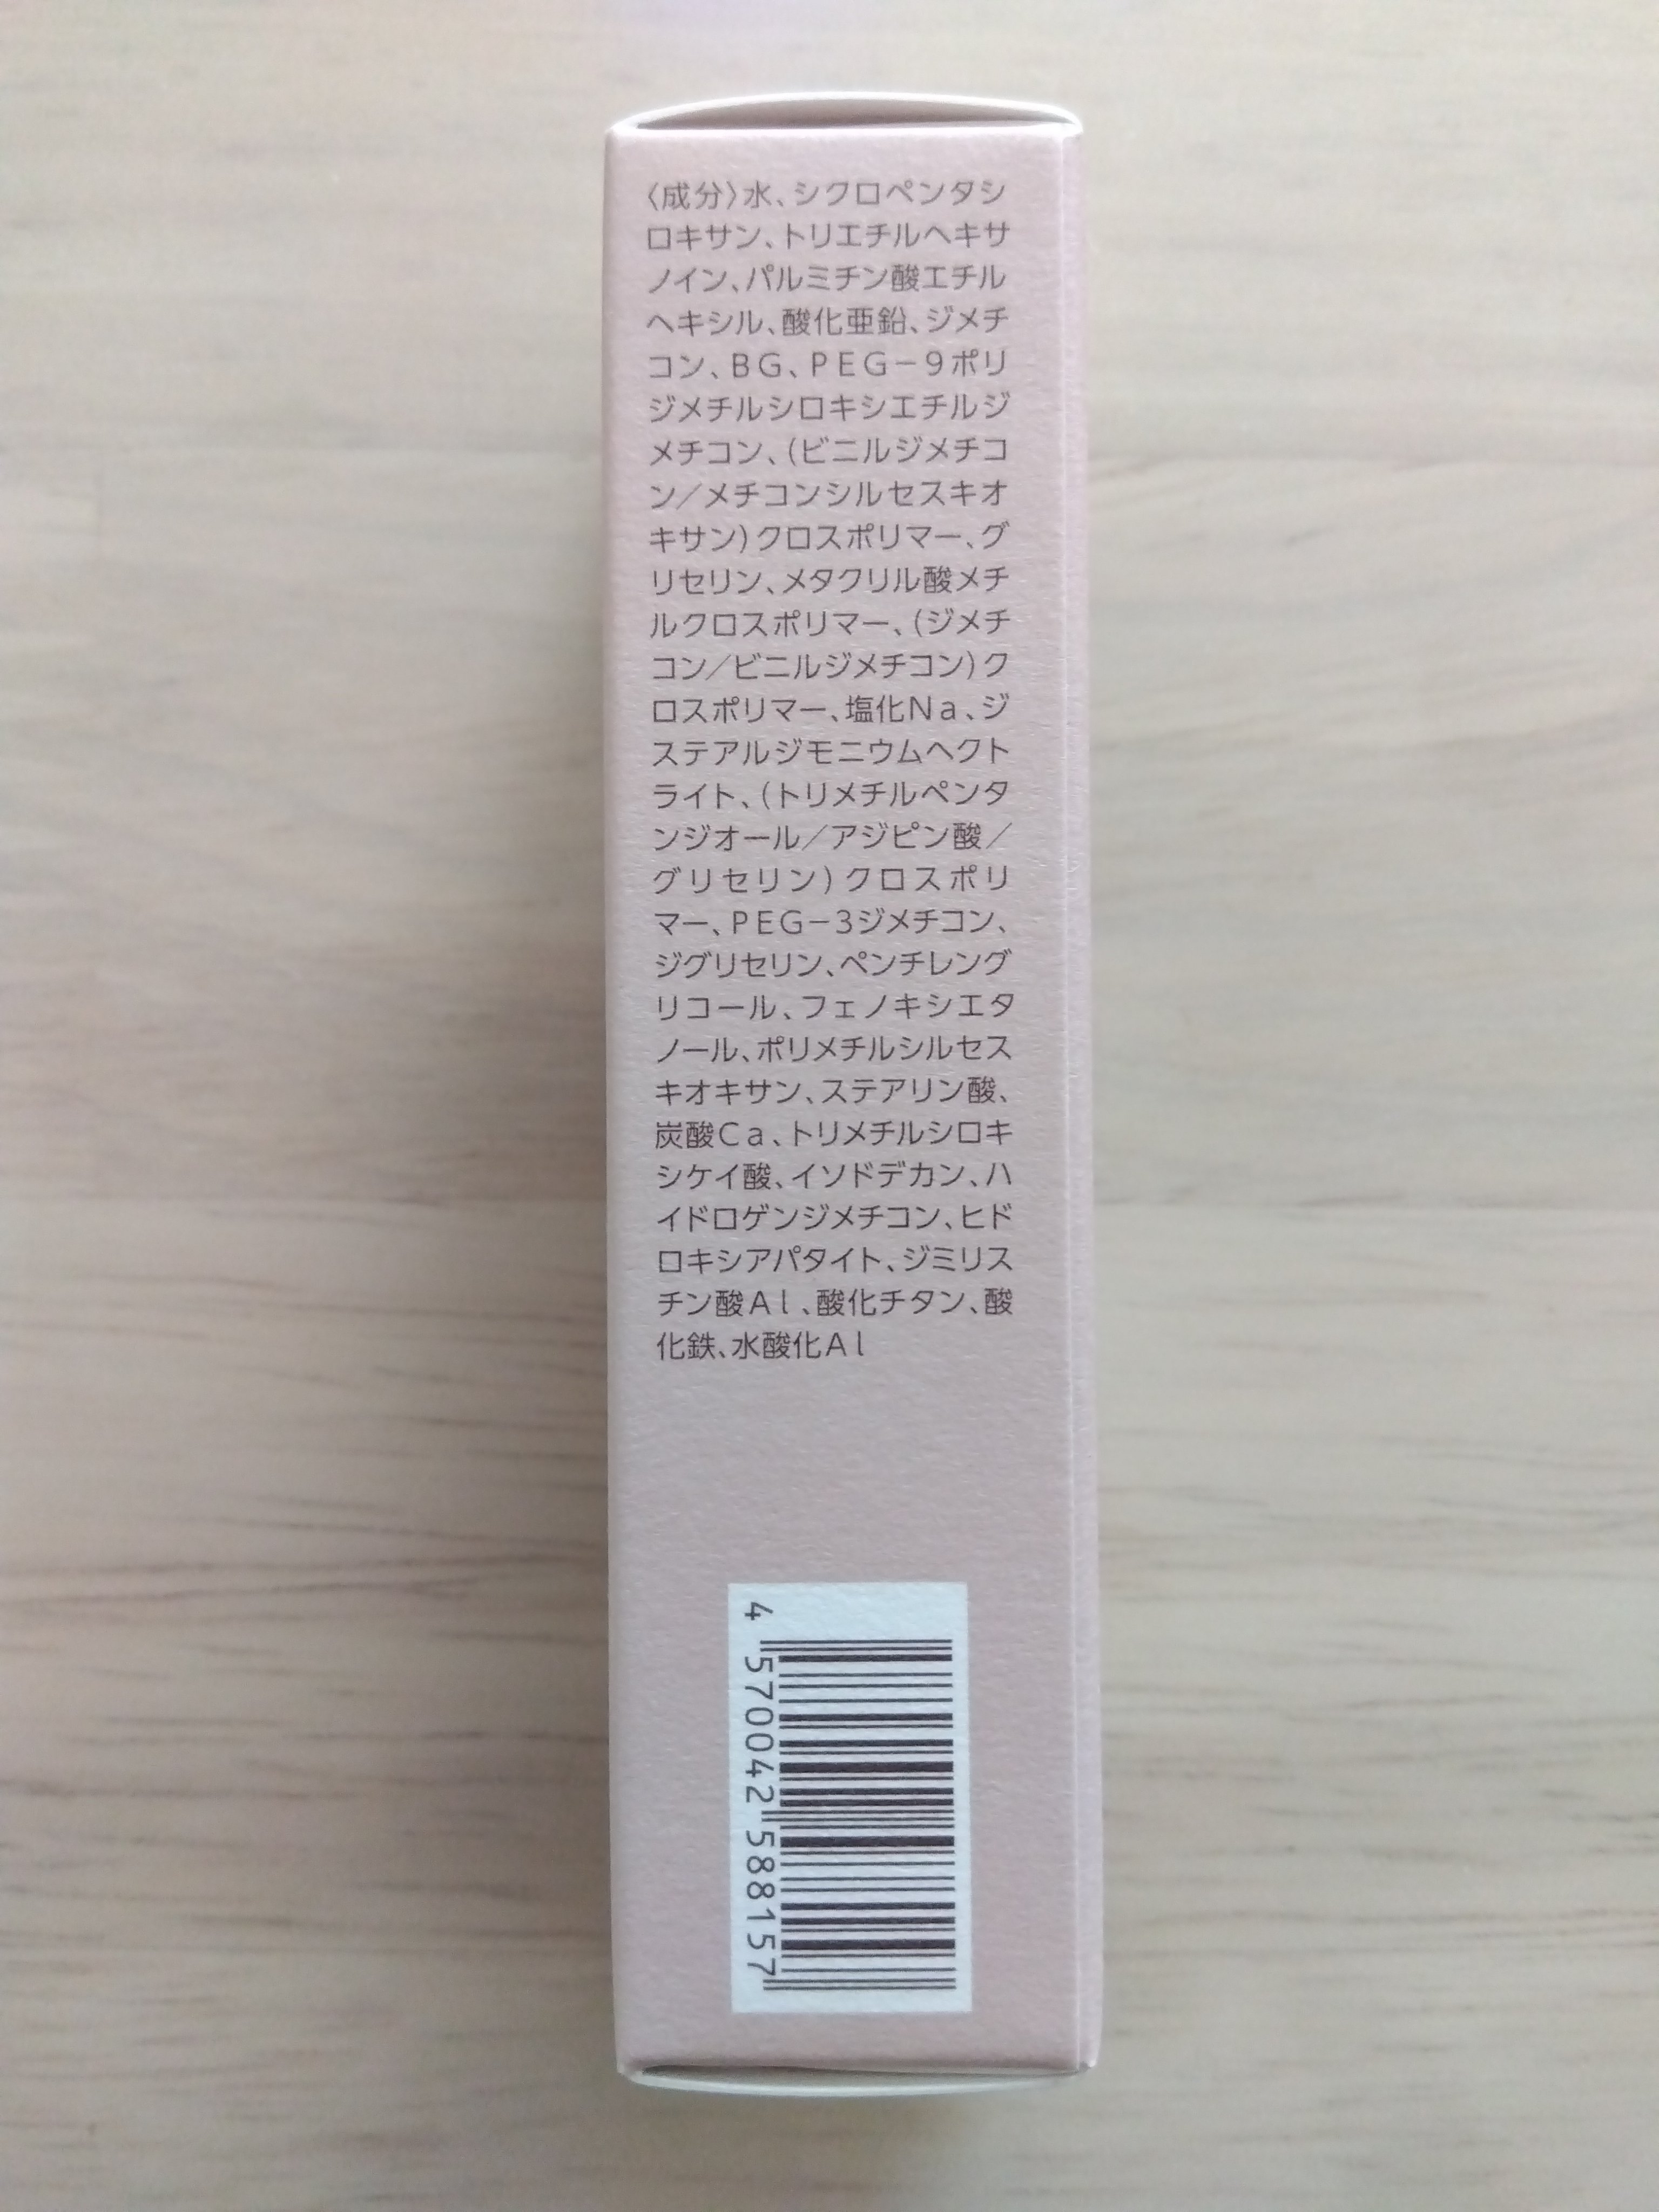 〈成分〉水、シクロペンタシ
ロキサン、トリエチルヘキサ
ノイン、パルミチン酸エチル
ヘキシル、酸化亜鉛、ジメチ
コン、BG、PEG－9ポリ
ジメチルシロキシエチルジ
メチコン、(ビニルジメチコ
ン／メチコンシルセスキオ
キサン)クロスポリマー、グ
リセリン、メタクリル酸メチ
ルクロスポリマー、(ジメチ
コン／ビニルジメチコン)ク
ロスポリマー、塩化Na、ジ
ステアルジモニウムヘクト
ライト、(トリメチルペンタ
ンジオール／アジピン酸／
グリセリン)クロスポリ
マー、PEG－3ジメチコン、
ジグリセリン、ペンチレング
リコール、フェノキシエタ
ノール、ポリメチルシルセス
キオキサン、ステアリン酸、
炭酸Ca、トリメチルシロキ
シケイ酸、イソドデカン、ハ
イドロゲンジメチコン、ヒド
ロキシアパタイト、ジミリス
チン酸Al、酸化チタン、酸
化鉄、水酸化Al
4 570042 588157